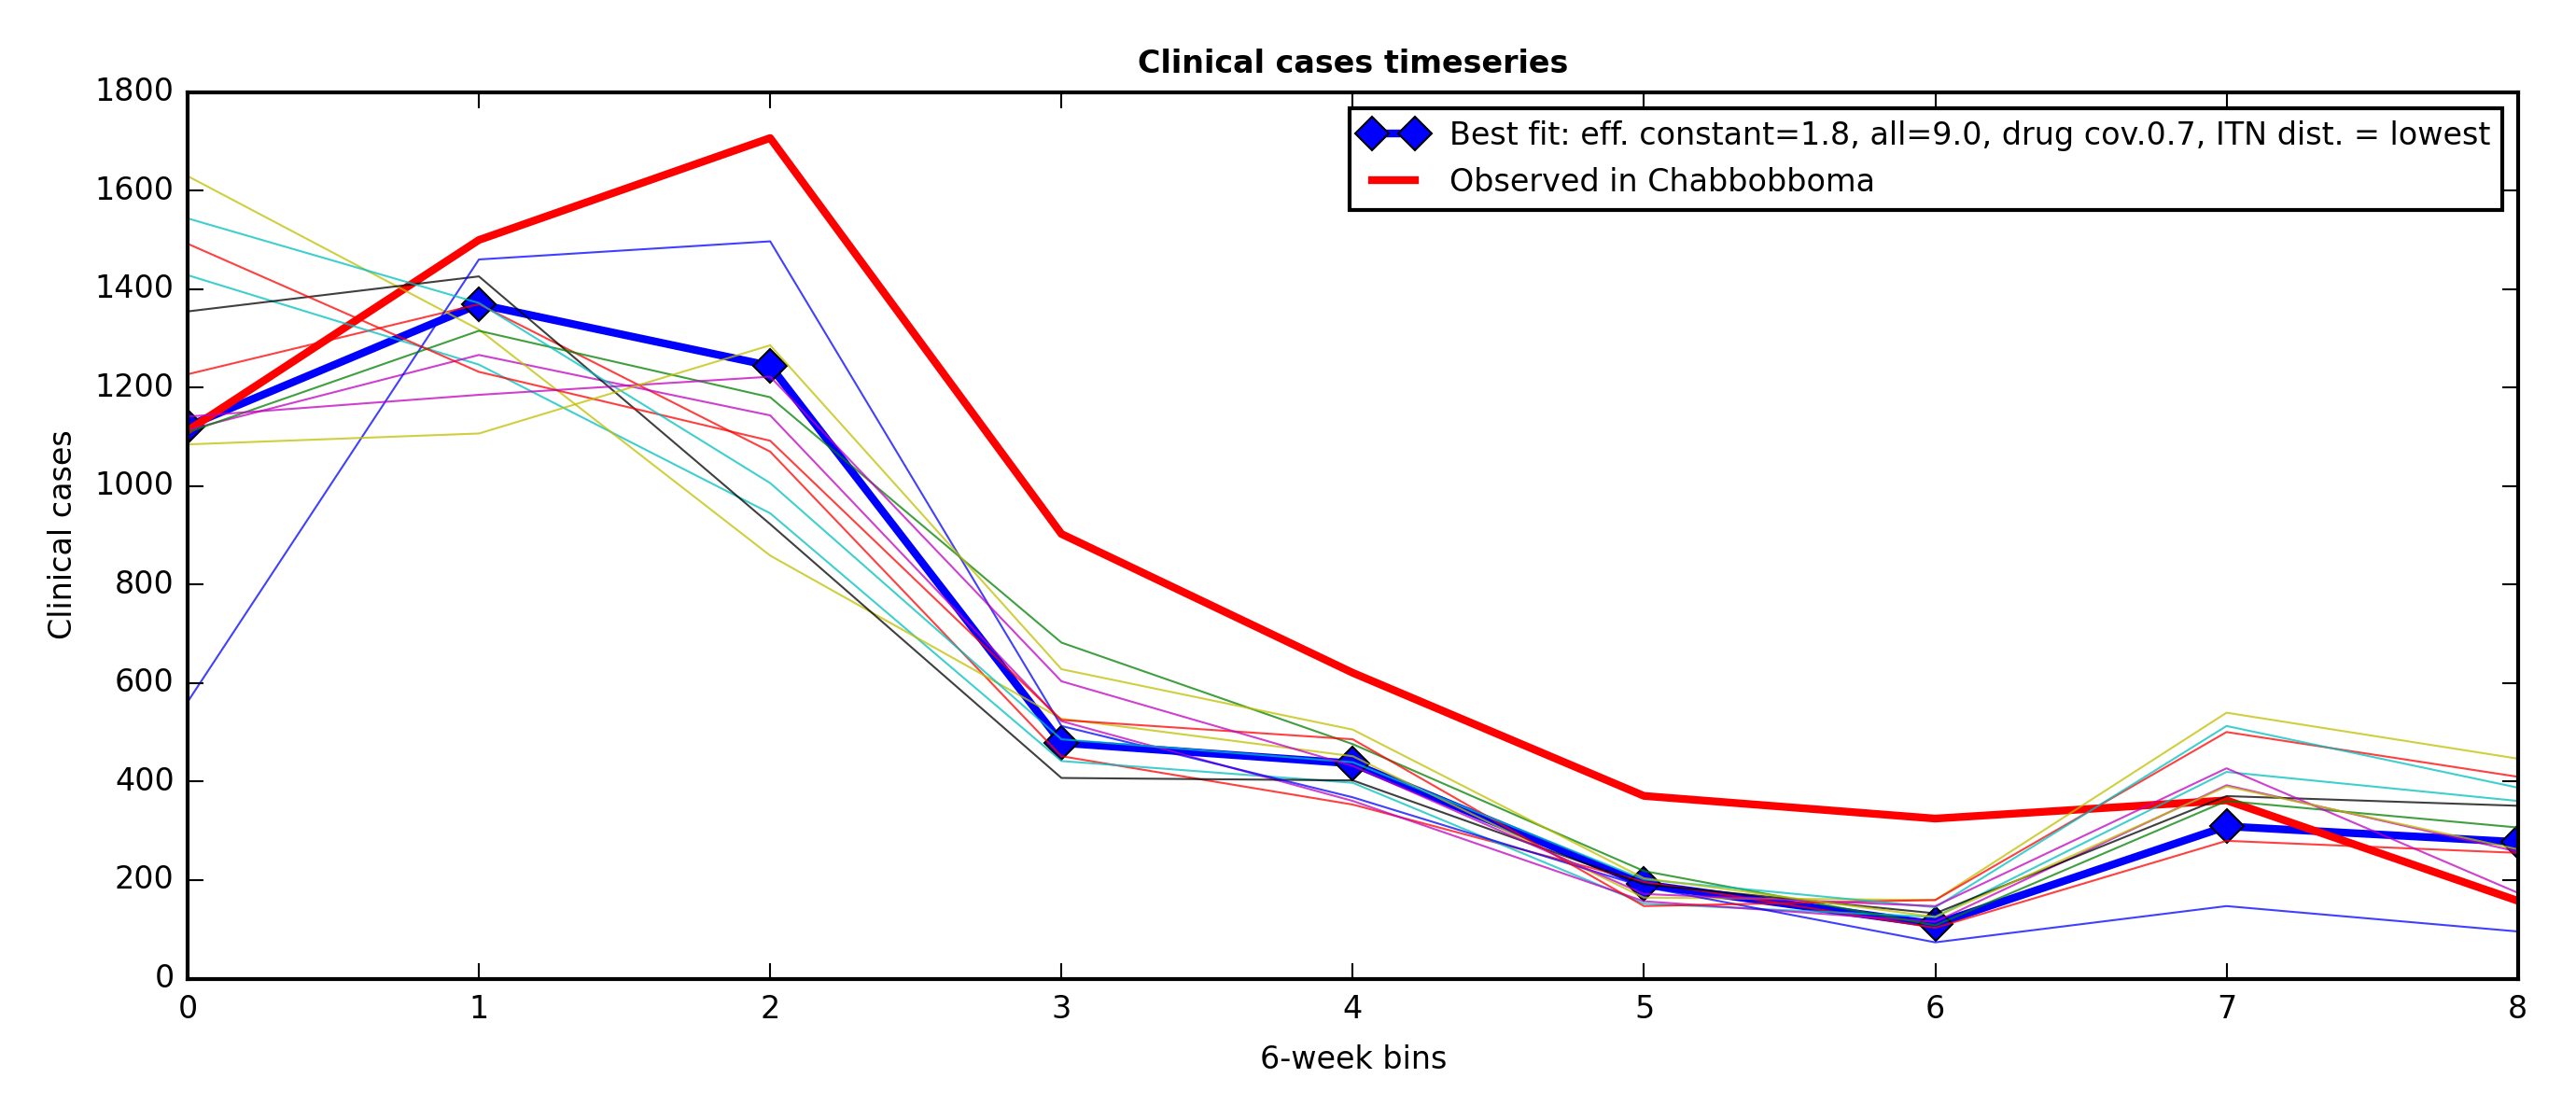 Clinical cases timeseries
1800
1600
1400
1200
1000
800
600
400
200
0
Clinical cases
Best fit: eff. constant=1.8, all=9.0, drug cov.0.7, ITN dist. = lowest
Observed in Chabbobboma
0 1 2 3 4 5 6 7 8
6-week bins